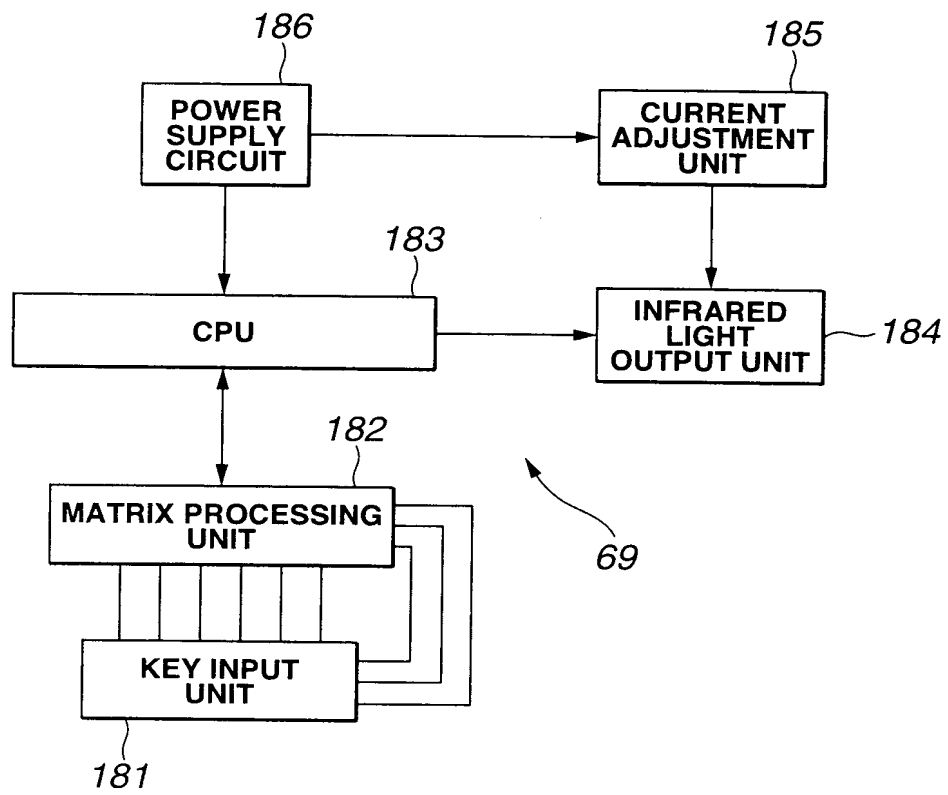 186
POWER
SUPPLY
CIRCUIT
185
CURRENT
ADJUSTMENT
UNIT
183
CPU
INFRARED
LIGHT
OUTPUT UNIT
184
182
MATRIX PROCESSING
UNIT
69
KEY INPUT
UNIT
181